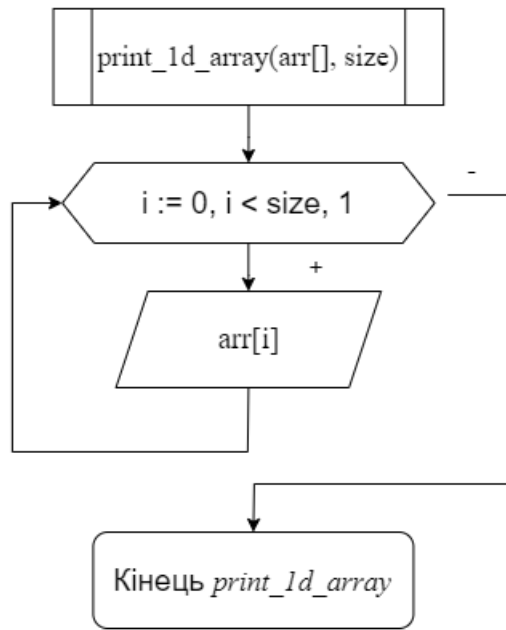 print_1d_array(arr[], size)
-
i := 0, i < size, 1
+
arr[i]
Кінець print_1d_array